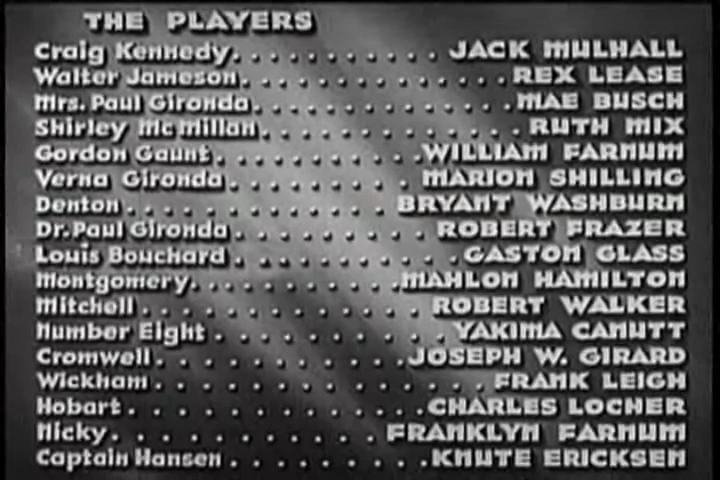 THE PLAYERS
Craig Kennedy. . . . . . . . . . . JACK MULHALL
Walter Jameson. . . . . . . . . . . . . REX LEASE
Mrs. Paul Gironda. . . . . . . . . . . . . MAE BUSCH
Shirley McMillan. . . . . . . . . . . . . RUTH MIX
Gordon Gaunt. . . . . . . . . . WILLIAM FARNUM
Verna Gironda. . . . . . . . . MARION SHILLING
Denton. . . . . . . . . . . . . BRYANT WASHBURN
Dr. Paul Gironda. . . . . . . . . ROBERT FRAZER
Louis Bouchard. . . . . . . . . . . GASTON GLASS
Montgomery. . . . . . . . . . . MAHLON HAMILTON
Mitchell. . . . . . . . . . . . . . ROBERT WALKER
Number Eight. . . . . . . . . . . YAKIMA CANUTT
Cromwell. . . . . . . . . . . . JOSEPH W. GIRARD
Wickham. . . . . . . . . . . . . . . . FRANK LEIGH
Hobart. . . . . . . . . . . . . . CHARLES LOCHER
Nicky. . . . . . . . . . . . . FRANKLYN FARNUM
Captain Hansen. . . . . . . . . KNUTE ERICKSEN